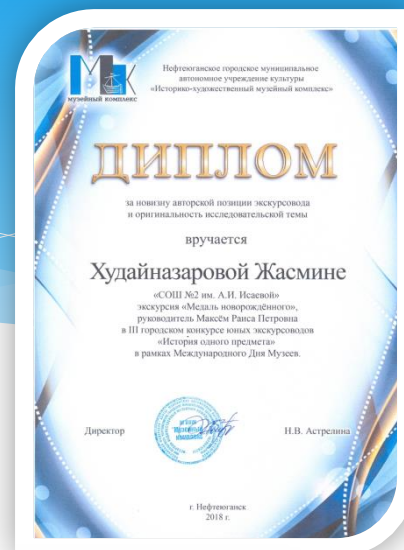 музейный комплекс
Нефтеюганское городское муниципальное
автономное учреждение культуры
«Историко-художественный музейный комплекс»
ДИПЛОМ
за новизну авторской позиции экскурсовода
и оригинальность исследовательской темы
вручается
Худайназаровой Жасмине
«СОШ №2 им. А.И. Исаевой»
экскурсия «Медаль новорождённого»,
руководитель Максём Раиса Петровна
в III городском конкурсе юных экскурсоводов
«История одного предмета»
в рамках Международного Дня Музеев.
Директор
Н.В. Астрелина
г. Нефтеюганск
2018 г.